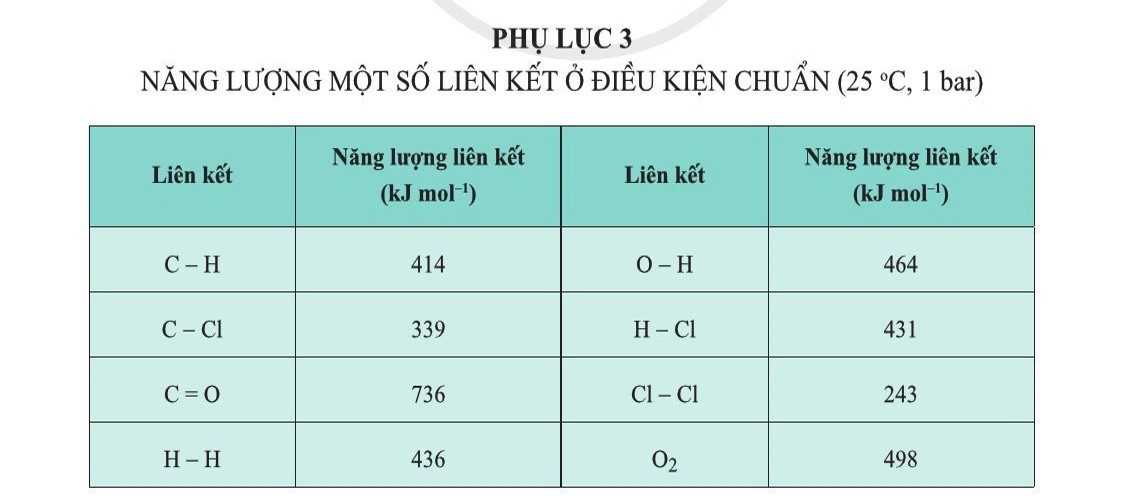 PHỤ LỤC 3
NĂNG LƯỢNG MỘT SỐ LIÊN KẾT Ở ĐIỀU KIỆN CHUẨN (25 °C, 1 bar)
Liên kết Năng lượng liên kết (kJ mol⁻¹) Liên kết Năng lượng liên kết (kJ mol⁻¹)
C – H 414 O – H 464
C – Cl 339 H – Cl 431
C = O 736 Cl – Cl 243
H – H 436 O₂ 498